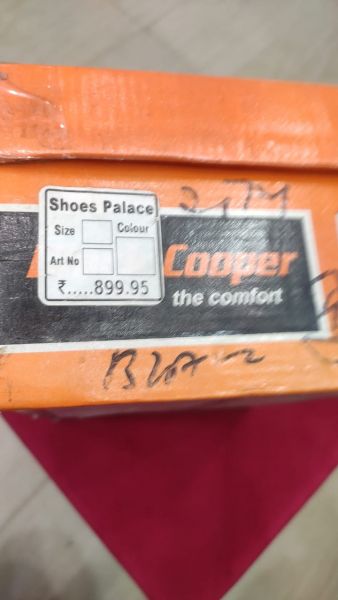 Shoes Palace
Size Colour
Art No
₹.....899.95
Cooper
the comfort